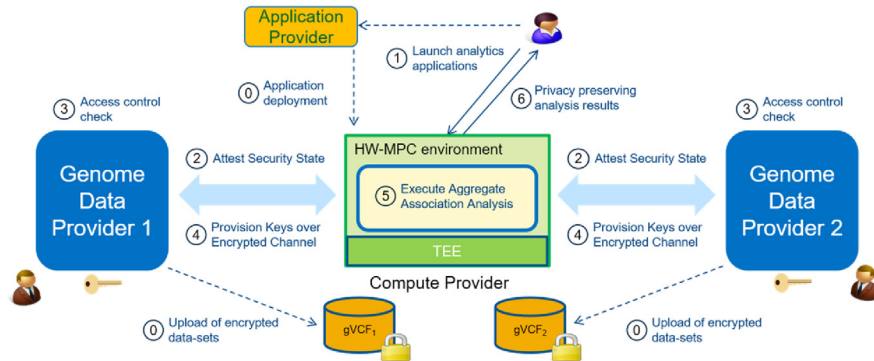 Application
Provider
1 Launch analytics
applications
0 Application
deployment
6 Privacy preserving
analysis results
3 Access control
check
3 Access control
check
Genome
Data
Provider 1
2 Attest Security State
4 Provision Keys over
Encrypted Channel
HW-MPC environment
5 Execute Aggregate
Association Analysis
TEE
Compute Provider
2 Attest Security State
4 Provision Keys over
Encrypted Channel
Genome
Data
Provider 2
0 Upload of encrypted
data-sets
gVCF1
gVCF2
0 Upload of encrypted
data-sets